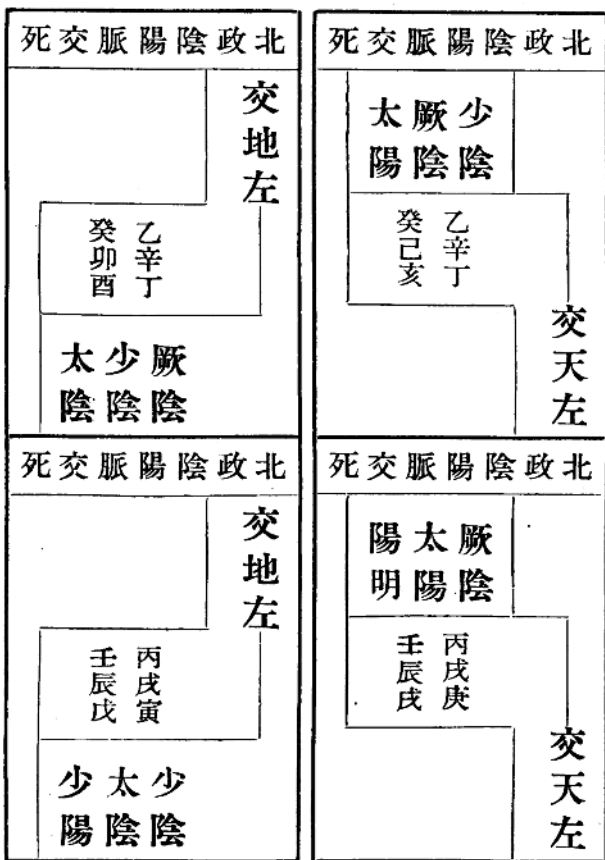 北政陰陽脈交死
少陰
厥陰
太陽
乙辛丁
癸己亥
交天左
北政陰陽脈交死
厥陰
太陽
陽明
丙戌庚
壬辰戌
交天左
北政陰陽脈交死
交地左
乙辛丁
癸卯酉
厥陰
少陰
太陰
北政陰陽脈交死
交地左
丙戌寅
壬辰戊
少陰
太陰
少陽